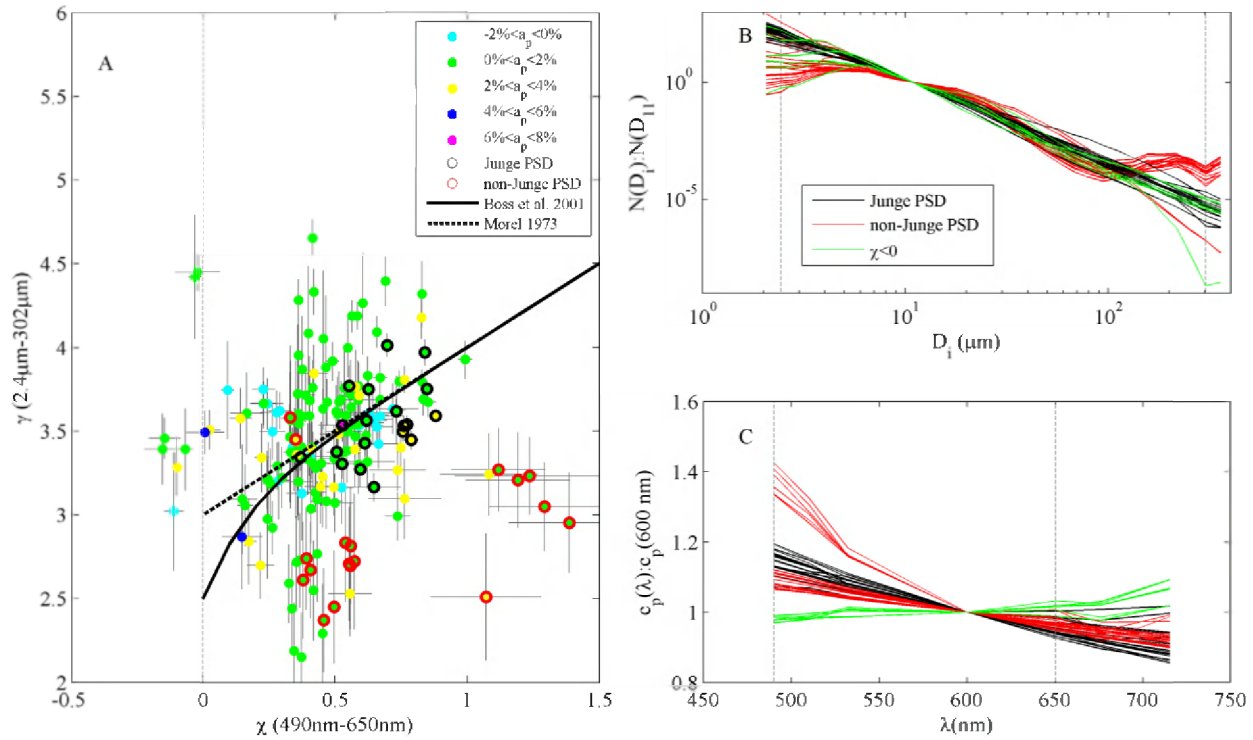 A
-2%<a_p<0%
0%<a_p<2%
2%<a_p<4%
4%<a_p<6%
6%<a_p<8%
Junge PSD
non-Junge PSD
Boss et al. 2001
Morel 1973
6
5.5
5
4.5
4
3.5
3
2.5
2
γ (2.4μm-302μm)
-0.5
0
0.5
1
1.5
χ (490nm-650nm)
B
10^0
10^-5
N(D_i):N(D_11)
Junge PSD
non-Junge PSD
χ<0
10^0
10^1
10^2
D_i (μm)
C
1.6
1.4
1.2
1
0.8
c_p(λ):c_p(600 nm)
450
500
550
600
650
700
750
λ(nm)